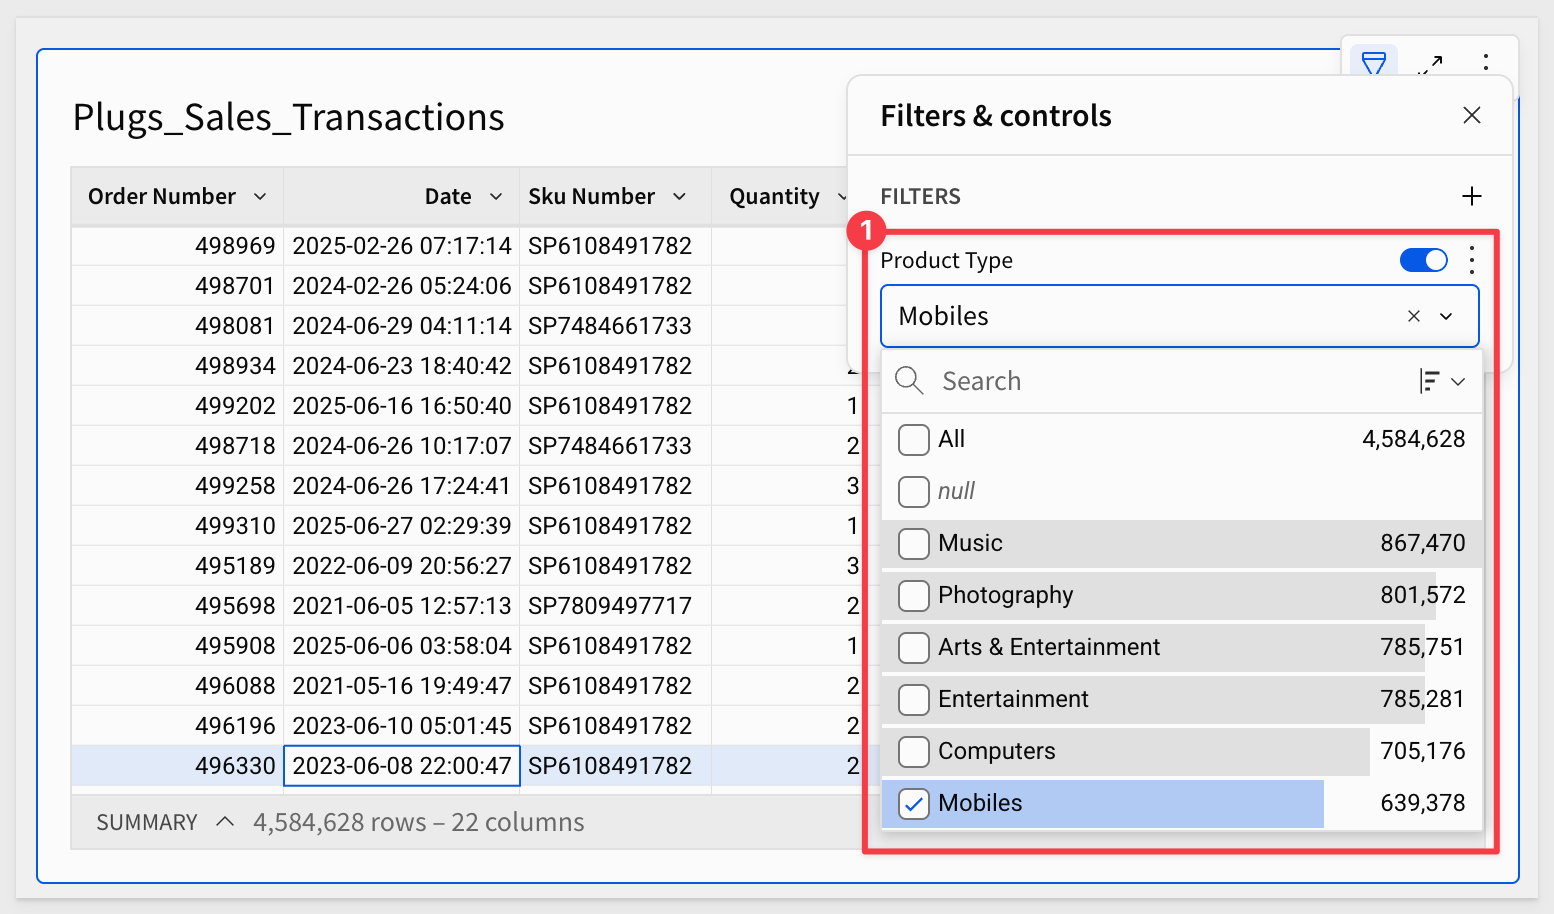 Plugs_Sales_Transactions
Order Number Date Sku Number Quantity
498969 2025-02-26 07:17:14 SP6108491782
498701 2024-02-26 05:24:06 SP6108491782
498081 2024-06-29 04:11:14 SP7484661733
498934 2024-06-23 18:40:42 SP6108491782
499202 2025-06-16 16:50:40 SP6108491782 1
498718 2024-06-26 10:17:07 SP7484661733 2
499258 2024-06-26 17:24:41 SP6108491782 3
499310 2025-06-27 02:29:39 SP6108491782 1
495189 2022-06-09 20:56:27 SP6108491782 3
495698 2021-06-05 12:57:13 SP7809497717 2
495908 2025-06-06 03:58:04 SP6108491782 1
496088 2021-05-16 19:49:47 SP6108491782 2
496196 2023-06-10 05:01:45 SP6108491782 2
496330 2023-06-08 22:00:47 SP6108491782 2
SUMMARY 4,584,628 rows – 22 columns
Filters & controls
FILTERS
1
Product Type
Mobiles
Search
All 4,584,628
null
Music 867,470
Photography 801,572
Arts & Entertainment 785,751
Entertainment 785,281
Computers 705,176
Mobiles 639,378